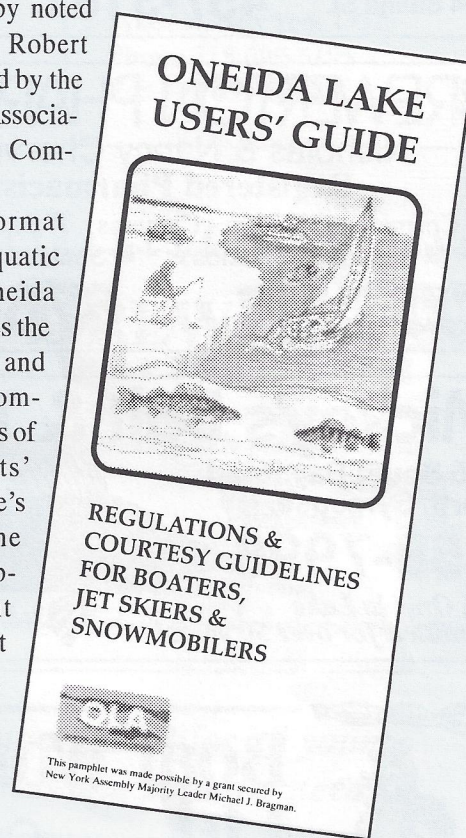 by noted
Robert
d by the
Associa-
Com-
ormat
quatic
neida
s the
and
om-
s of
ts'
e's
ne
o-
t
t
ONEIDA LAKE
USERS' GUIDE
REGULATIONS &
COURTESY GUIDELINES
FOR BOATERS,
JET SKIERS &
SNOWMOBILERS
OLA
This pamphlet was made possible by a grant secured by
New York Assembly Majority Leader Michael J. Bragman.